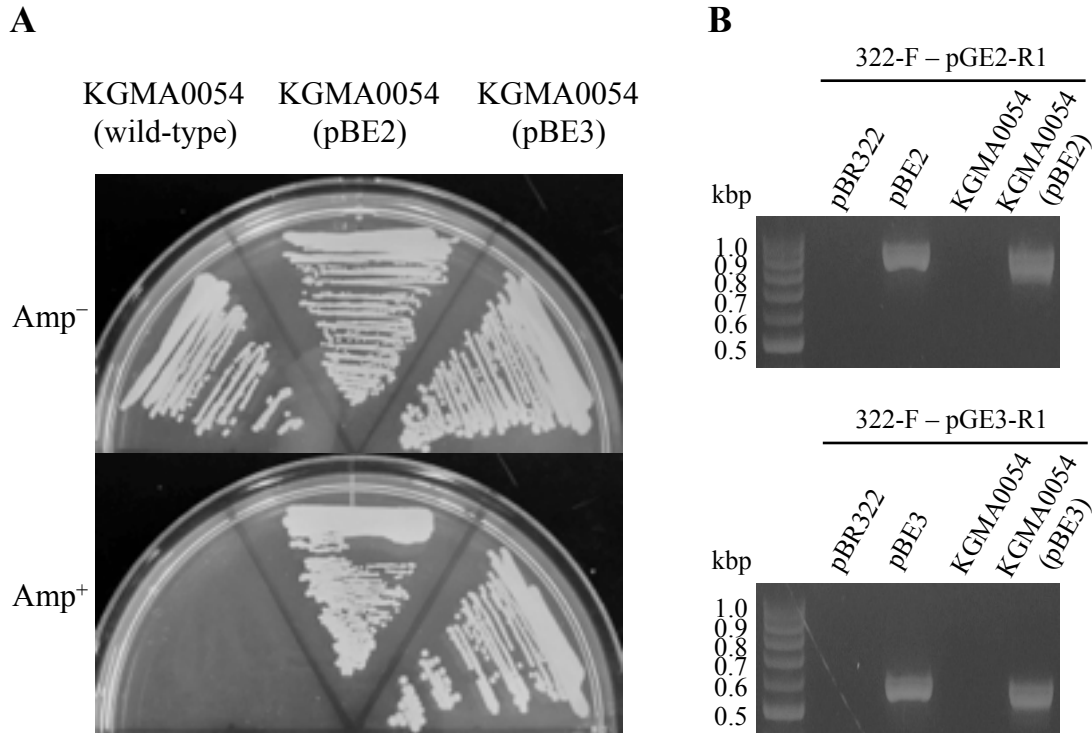 A
KGMA0054 KGMA0054 KGMA0054
(wild-type) (pBE2) (pBE3)
Amp⁻
Amp⁺
B
322-F – pGE2-R1
kbp
pBR322
pBE2
KGMA0054
KGMA0054
(pBE2)
1.0
0.9
0.8
0.7
0.6
0.5
322-F – pGE3-R1
kbp
pBR322
pBE3
KGMA0054
KGMA0054
(pBE3)
1.0
0.9
0.8
0.7
0.6
0.5